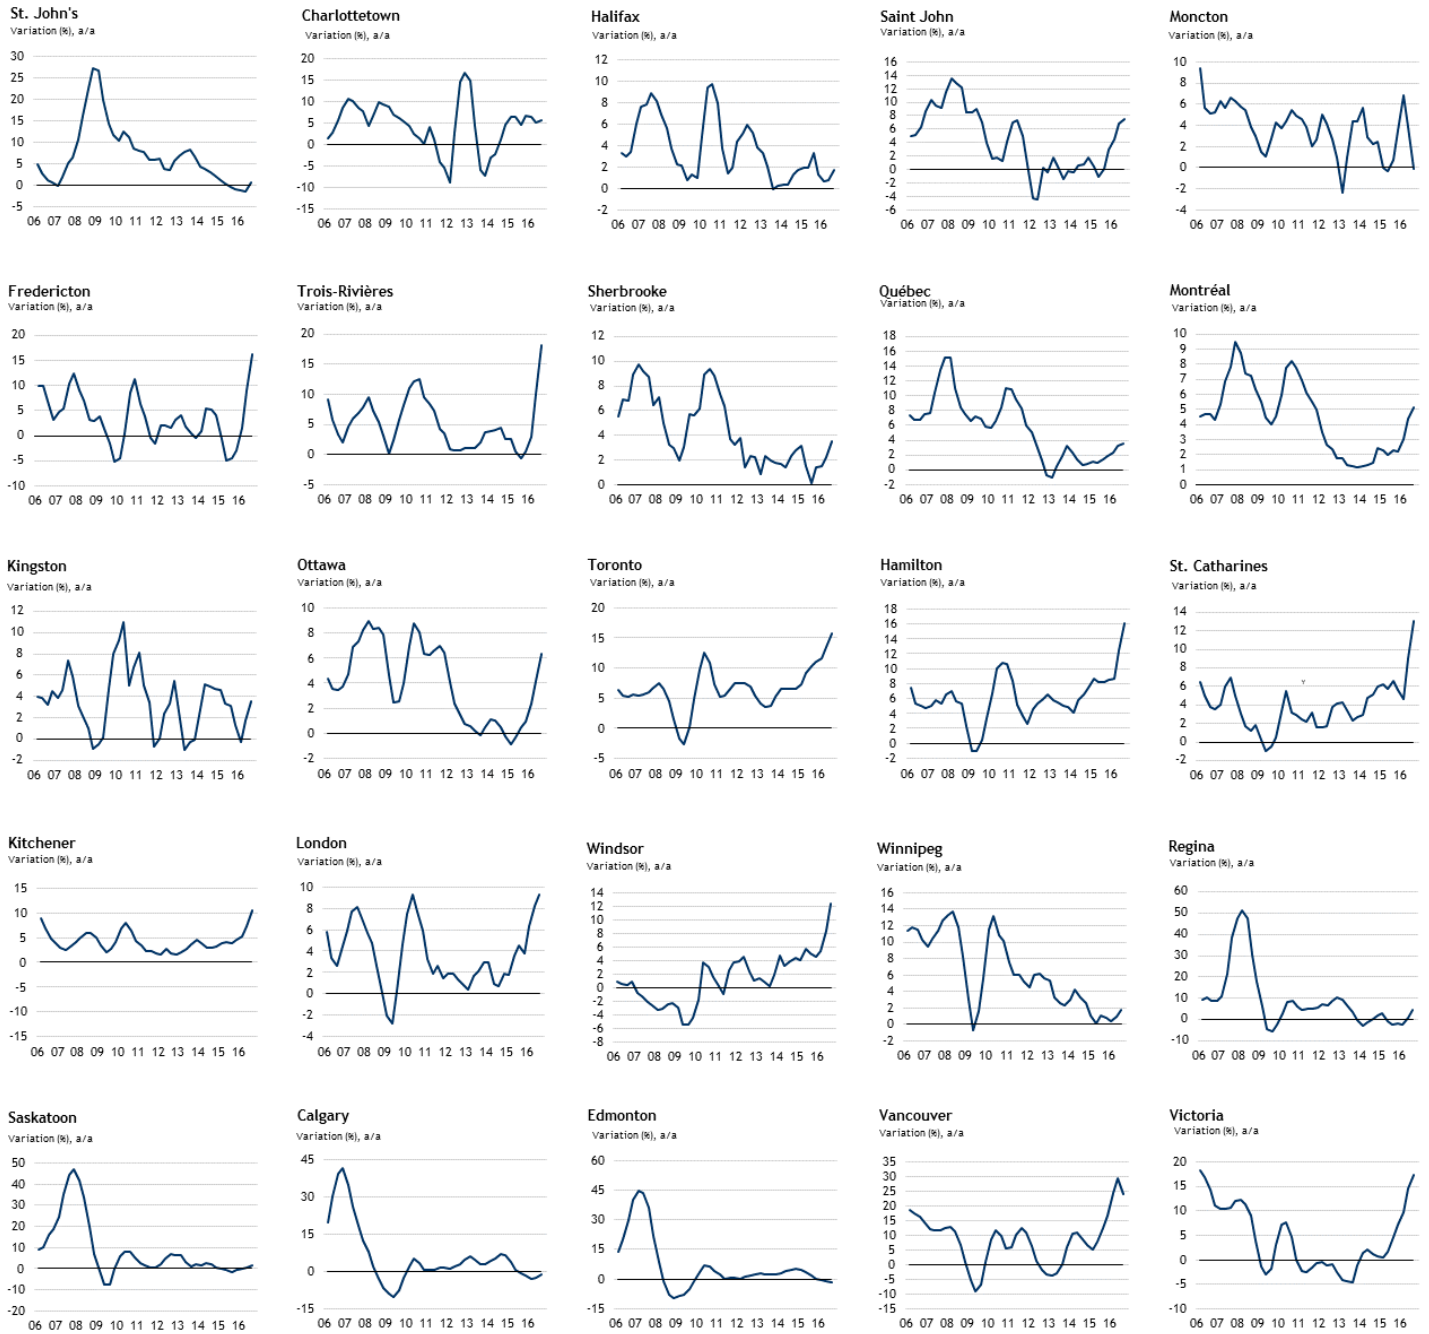 St. John's
Variation (%), a/a
30
25
20
15
10
5
0
-5
06 07 08 09 10 11 12 13 14 15 16
Charlottetown
Variation (%), a/a
20
15
10
5
0
-5
-10
-15
06 07 08 09 10 11 12 13 14 15 16
Halifax
Variation (%), a/a
12
10
8
6
4
2
0
-2
06 07 08 09 10 11 12 13 14 15 16
Saint John
Variation (%), a/a
16
14
12
10
8
6
4
2
0
-2
-4
-6
06 07 08 09 10 11 12 13 14 15 16
Moncton
Variation (%), a/a
10
8
6
4
2
0
-2
-4
06 07 08 09 10 11 12 13 14 15 16
Fredericton
Variation (%), a/a
20
15
10
5
0
-5
-10
06 07 08 09 10 11 12 13 14 15 16
Trois-Rivières
Variation (%), a/a
20
15
10
5
0
-5
06 07 08 09 10 11 12 13 14 15 16
Sherbrooke
Variation (%), a/a
12
10
8
6
4
2
0
06 07 08 09 10 11 12 13 14 15 16
Québec
Variation (%), a/a
18
16
14
12
10
8
6
4
2
0
-2
06 07 08 09 10 11 12 13 14 15 16
Montréal
Variation (%), a/a
10
9
8
7
6
5
4
3
2
1
0
06 07 08 09 10 11 12 13 14 15 16
Kingston
Variation (%), a/a
12
10
8
6
4
2
0
-2
06 07 08 09 10 11 12 13 14 15 16
Ottawa
Variation (%), a/a
10
8
6
4
2
0
-2
06 07 08 09 10 11 12 13 14 15 16
Toronto
Variation (%), a/a
20
15
10
5
0
-5
06 07 08 09 10 11 12 13 14 15 16
Hamilton
Variation (%), a/a
18
16
14
12
10
8
6
4
2
0
-2
06 07 08 09 10 11 12 13 14 15 16
St. Catharines
Variation (%), a/a
14
12
10
8
6
4
2
0
-2
06 07 08 09 10 11 12 13 14 15 16
Kitchener
Variation (%), a/a
15
10
5
0
-5
-10
-15
06 07 08 09 10 11 12 13 14 15 16
London
Variation (%), a/a
10
8
6
4
2
0
-2
-4
06 07 08 09 10 11 12 13 14 15 16
Windsor
Variation (%), a/a
14
12
10
8
6
4
2
0
-2
-4
-6
-8
06 07 08 09 10 11 12 13 14 15 16
Winnipeg
Variation (%), a/a
16
14
12
10
8
6
4
2
0
-2
06 07 08 09 10 11 12 13 14 15 16
Regina
Variation (%), a/a
60
50
40
30
20
10
0
-10
06 07 08 09 10 11 12 13 14 15 16
Saskatoon
Variation (%), a/a
50
40
30
20
10
0
-10
-20
06 07 08 09 10 11 12 13 14 15 16
Calgary
Variation (%), a/a
45
30
15
0
-15
06 07 08 09 10 11 12 13 14 15 16
Edmonton
Variation (%), a/a
60
45
30
15
0
-15
06 07 08 09 10 11 12 13 14 15 16
Vancouver
Variation (%), a/a
35
30
25
20
15
10
5
0
-5
-10
-15
06 07 08 09 10 11 12 13 14 15 16
Victoria
Variation (%), a/a
20
15
10
5
0
-5
-10
06 07 08 09 10 11 12 13 14 15 16